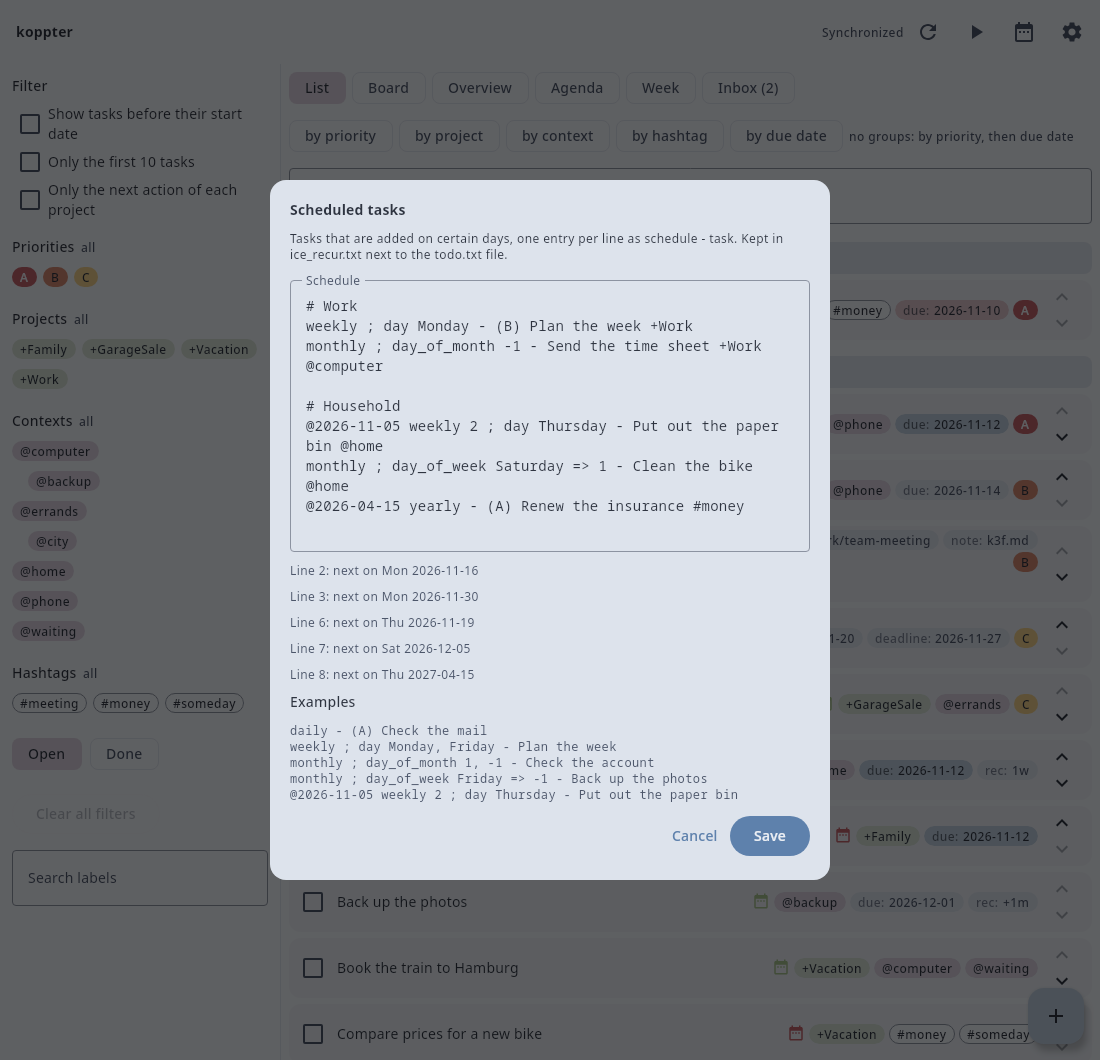 koppter
Synchronized
Filter
Show tasks before their start
date
Only the first 10 tasks
Only the next action of each
project
Priorities all
A B C
Projects all
+Family +GarageSale +Vacation
+Work
Contexts all
@computer
@backup
@errands
@city
@home
@phone
@waiting
Hashtags all
#meeting #money #someday
Open Done
Clear all filters
Search labels
List Board Overview Agenda Week Inbox (2)
by priority by project by context by hashtag by due date no groups: by priority, then due date
Scheduled tasks
Tasks that are added on certain days, one entry per line as schedule - task. Kept in
ice_recur.txt next to the todo.txt file.
Schedule
# Work
weekly ; day Monday - (B) Plan the week +Work
monthly ; day_of_month -1 - Send the time sheet +Work
@computer
# Household
@2026-11-05 weekly 2 ; day Thursday - Put out the paper
bin @home
monthly ; day_of_week Saturday => 1 - Clean the bike
@home
@2026-04-15 yearly - (A) Renew the insurance #money
Line 2: next on Mon 2026-11-16
Line 3: next on Mon 2026-11-30
Line 6: next on Thu 2026-11-19
Line 7: next on Sat 2026-12-05
Line 8: next on Thu 2027-04-15
Examples
daily - (A) Check the mail
weekly ; day Monday, Friday - Plan the week
monthly ; day_of_month 1, -1 - Check the account
monthly ; day_of_week Friday => -1 - Back up the photos
@2026-11-05 weekly 2 ; day Thursday - Put out the paper bin
Cancel Save
#money due: 2026-11-10 A
@phone due: 2026-11-12 A
@phone due: 2026-11-14 B
/team-meeting note: k3f.md
B
-20 deadline: 2026-11-27 C
+GarageSale @errands C
me due: 2026-11-12 rec: 1w
+Family due: 2026-11-12
Back up the photos @backup due: 2026-12-01 rec: +1m
Book the train to Hamburg +Vacation @computer @waiting
Compare prices for a new bike +Vacation #money #someday